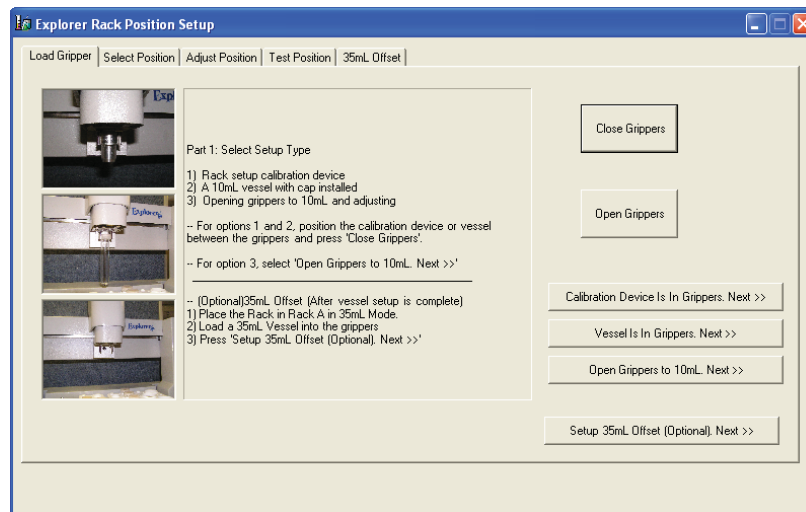 Explorer Rack Position Setup
Load Gripper
Select Position
Adjust Position
Test Position
35mL Offset
Part 1: Select Setup Type
1) Rack setup calibration device
2) A 10mL vessel with cap installed
3) Opening grippers to 10mL and adjusting
-- For options 1 and 2, position the calibration device or vessel
between the grippers and press 'Close Grippers'.
-- For option 3, select 'Open Grippers to 10mL. Next >>'
-- (Optional)35mL Offset (After vessel setup is complete)
1) Place the Rack in Rack A in 35mL Mode.
2) Load a 35mL Vessel into the grippers
3) Press 'Setup 35mL Offset (Optional). Next >>'
Close Grippers
Open Grippers
Calibration Device Is In Grippers. Next >>
Vessel Is In Grippers. Next >>
Open Grippers to 10mL. Next >>
Setup 35mL Offset (Optional). Next >>